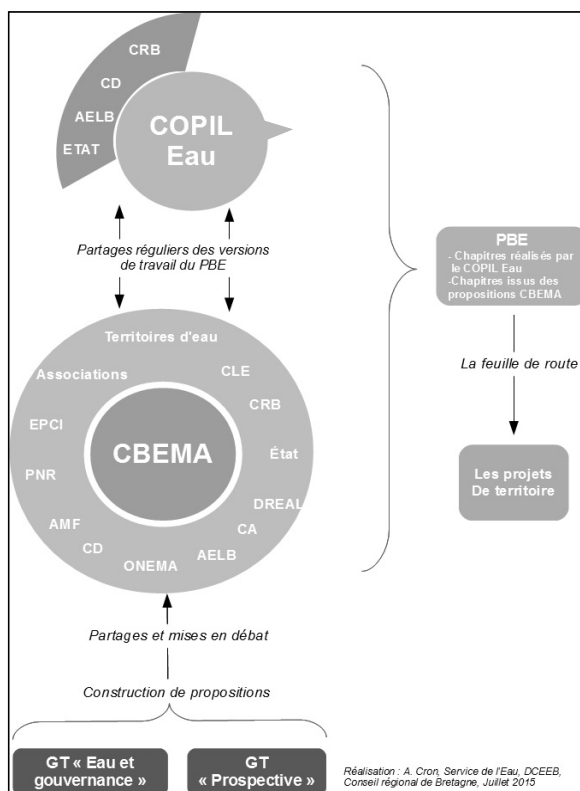 CRB
CD
AELB
ETAT
COPIL
Eau
Partages réguliers des versions
de travail du PBE
Territoires d'eau
Associations
CLE
CRB
EPCI
CBEMA
État
PNR
DREAL
AMF
CA
CD
AELB
ONEMA
Partages et mises en débat
Construction de propositions
GT « Eau et
gouvernance »
GT
« Prospective »
PBE
- Chapitres réalisés par
le COPIL Eau
-Chapitres issus des
propositions CBEMA
La feuille de route
Les projets
De territoire
Réalisation : A. Cron, Service de l'Eau, DCEEB,
Conseil régional de Bretagne, Juillet 2015